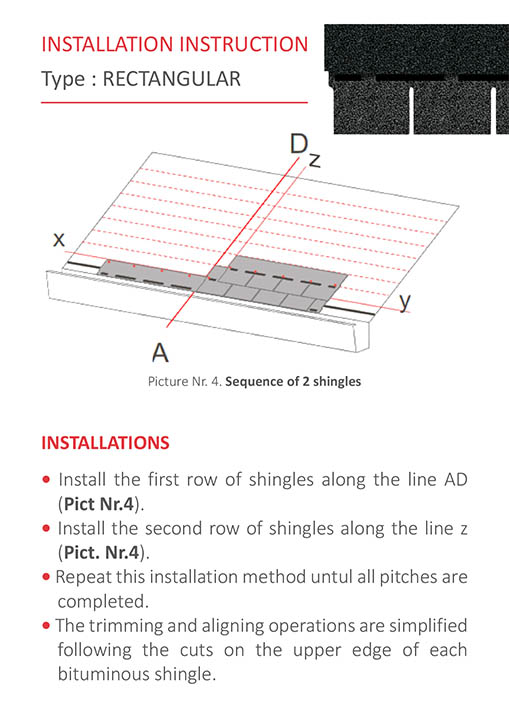 INSTALLATION INSTRUCTION
Type : RECTANGULAR
D
z
x
y
A
Picture Nr. 4. Sequence of 2 shingles
INSTALLATIONS
• Install the first row of shingles along the line AD
(Pict Nr.4).
• Install the second row of shingles along the line z
(Pict. Nr.4).
• Repeat this installation method untul all pitches are
completed.
• The trimming and aligning operations are simplified
following the cuts on the upper edge of each
bituminous shingle.